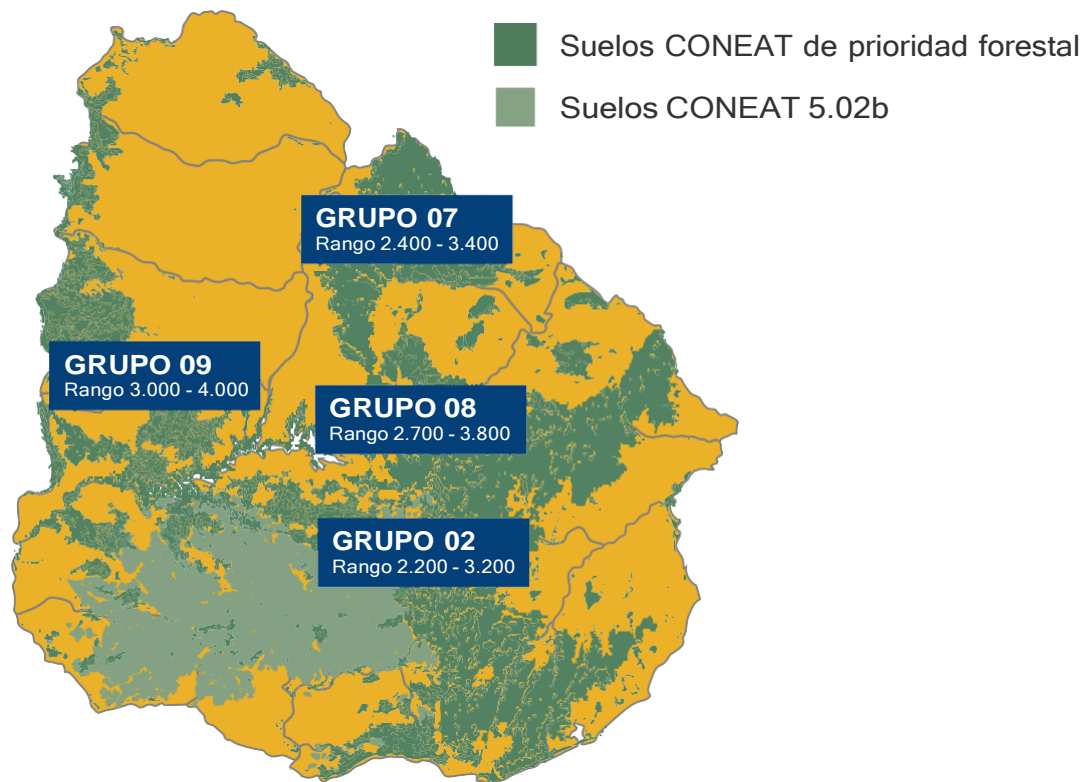 Suelos CONEAT de prioridad forestal
Suelos CONEAT 5.02b
GRUPO 07
Rango 2.400 - 3.400
GRUPO 09
Rango 3.000 - 4.000
GRUPO 08
Rango 2.700 - 3.800
GRUPO 02
Rango 2.200 - 3.200